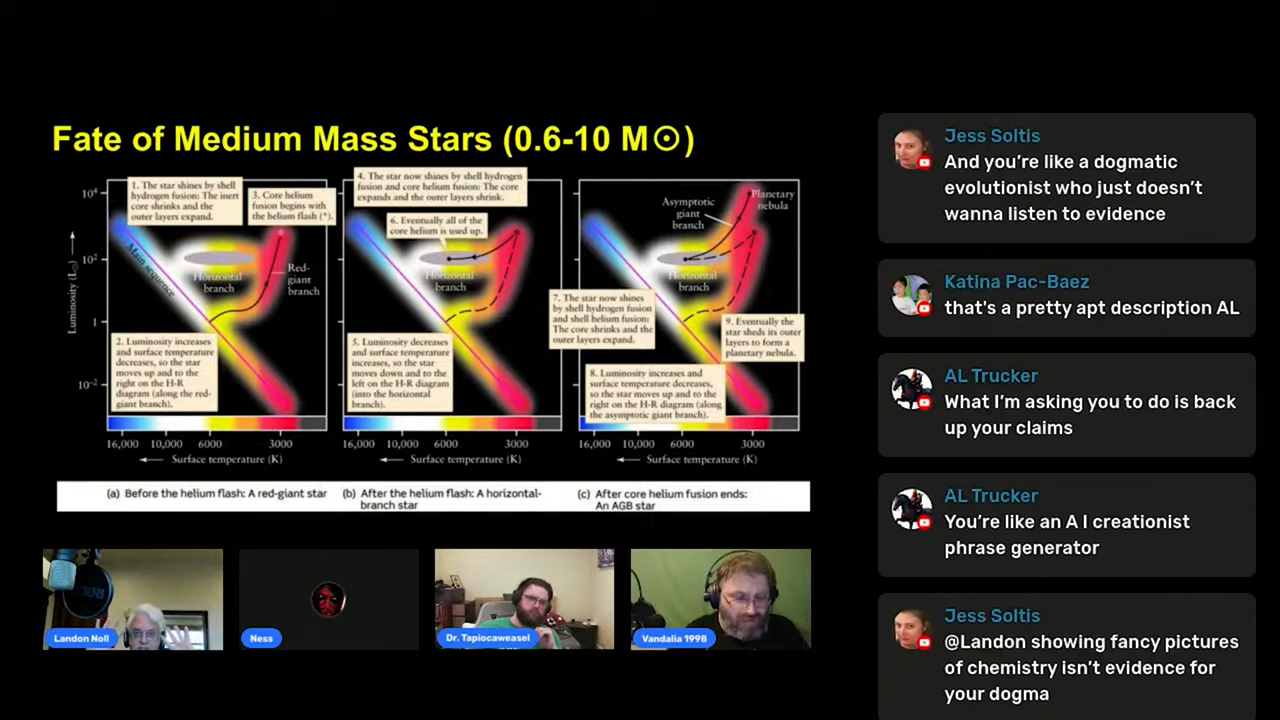 Fate of Medium Mass Stars (0.6-10 M☉)
1. The star shines by shell
hydrogen fusion: The inert
core shrinks and the
outer layers expand.
3. Core helium
fusion begins with
the helium flash (*).
Main sequence
Horizontal
branch
Red-
giant
branch
2. Luminosity increases
and surface temperature
decreases, so the star
moves up and to the
right on the H-R
diagram (along the red-
giant branch).
Luminosity (L☉)
10⁴
10²
1
10⁻²
16,000 10,000 6000 3000
Surface temperature (K)
(a) Before the helium flash: A red-giant star
4. The star now shines by shell hydrogen
fusion and core helium fusion: The core
expands and the outer layers shrink.
6. Eventually all of the
core helium is used up.
Horizontal
branch
5. Luminosity decreases
and surface temperature
increases, so the star
moves down and to the
left on the H-R diagram
(into the horizontal
branch).
16,000 10,000 6000 3000
Surface temperature (K)
(b) After the helium flash: A horizontal-
branch star
Planetary
nebula
Asymptotic
giant
branch
Horizontal
branch
7. The star now shines
by shell hydrogen fusion
and shell helium fusion:
The core shrinks and the
outer layers expand.
9. Eventually the
star sheds its outer
layers to form a
planetary nebula.
8. Luminosity increases and
surface temperature decreases,
so the star moves up and to the
right on the H-R diagram (along
the asymptotic giant branch).
16,000 10,000 6000 3000
Surface temperature (K)
(c) After core helium fusion ends:
An AGB star
Landon Noll
Ness
Dr. Tapiocaweasel
Vandalia 1998
Jess Soltis
And you're like a dogmatic
evolutionist who just doesn't
wanna listen to evidence
Katina Pac-Baez
that's a pretty apt description AL
AL Trucker
What I'm asking you to do is back
up your claims
AL Trucker
You're like an A I creationist
phrase generator
Jess Soltis
@Landon showing fancy pictures
of chemistry isn't evidence for
your dogma